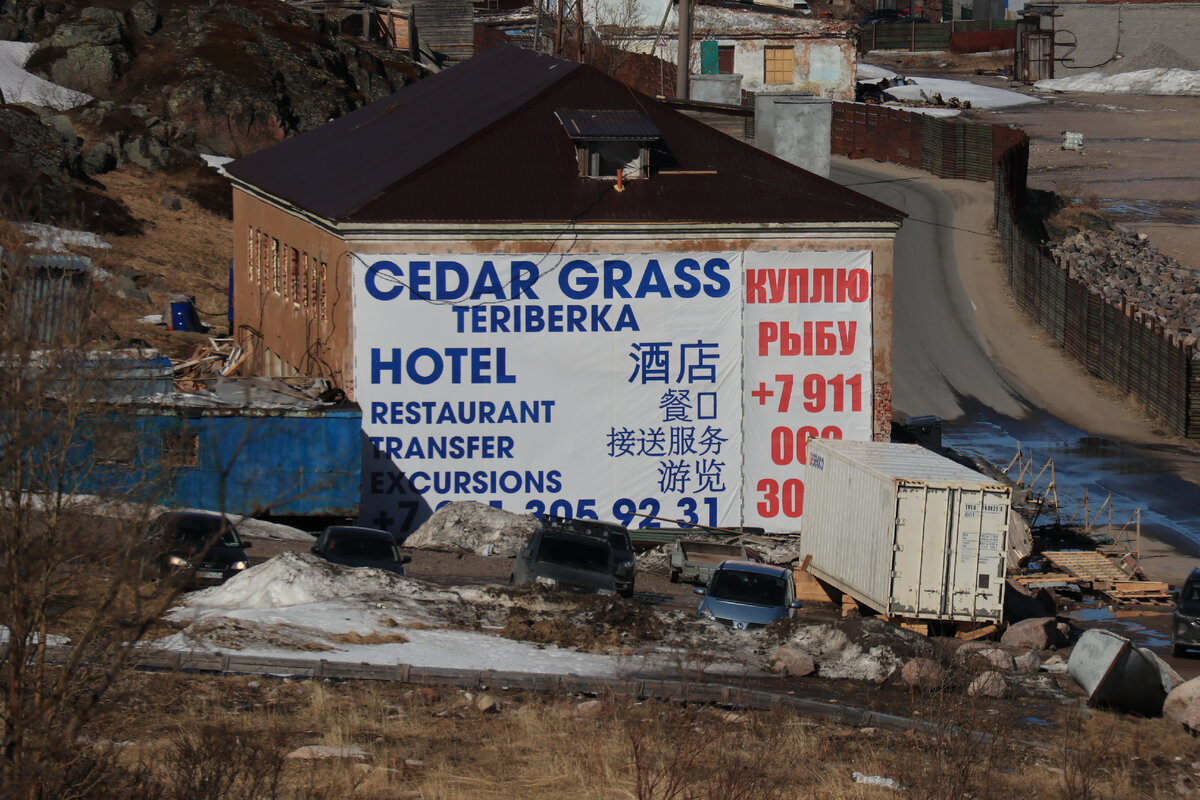 CEDAR GRASS
TERIBERKA
HOTEL 酒店
RESTAURANT 餐□
TRANSFER 接送服务
EXCURSIONS 游览
305 92 31
КУПЛЮ
РЫБУ
+7 911
30